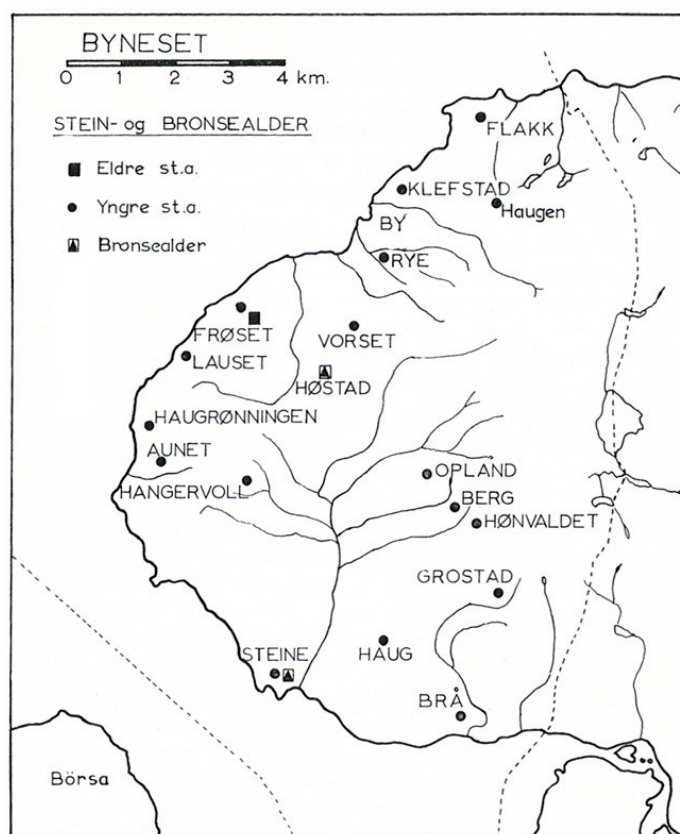 BYNESET
0 1 2 3 4 km.
STEIN- og BRONSEALDER
Eldre st.a.
Yngre st.a.
Bronsealder
FLAKK
KLEFSTAD
Haugen
BY
RYE
FRØSET
VORSET
LAUSET
HØSTAD
HAUGRØNNINGEN
AUNET
HANGERVOLL
OPLAND
BERG
HØNVALDET
GROSTAD
STEINE
HAUG
BRÅ
Börsa